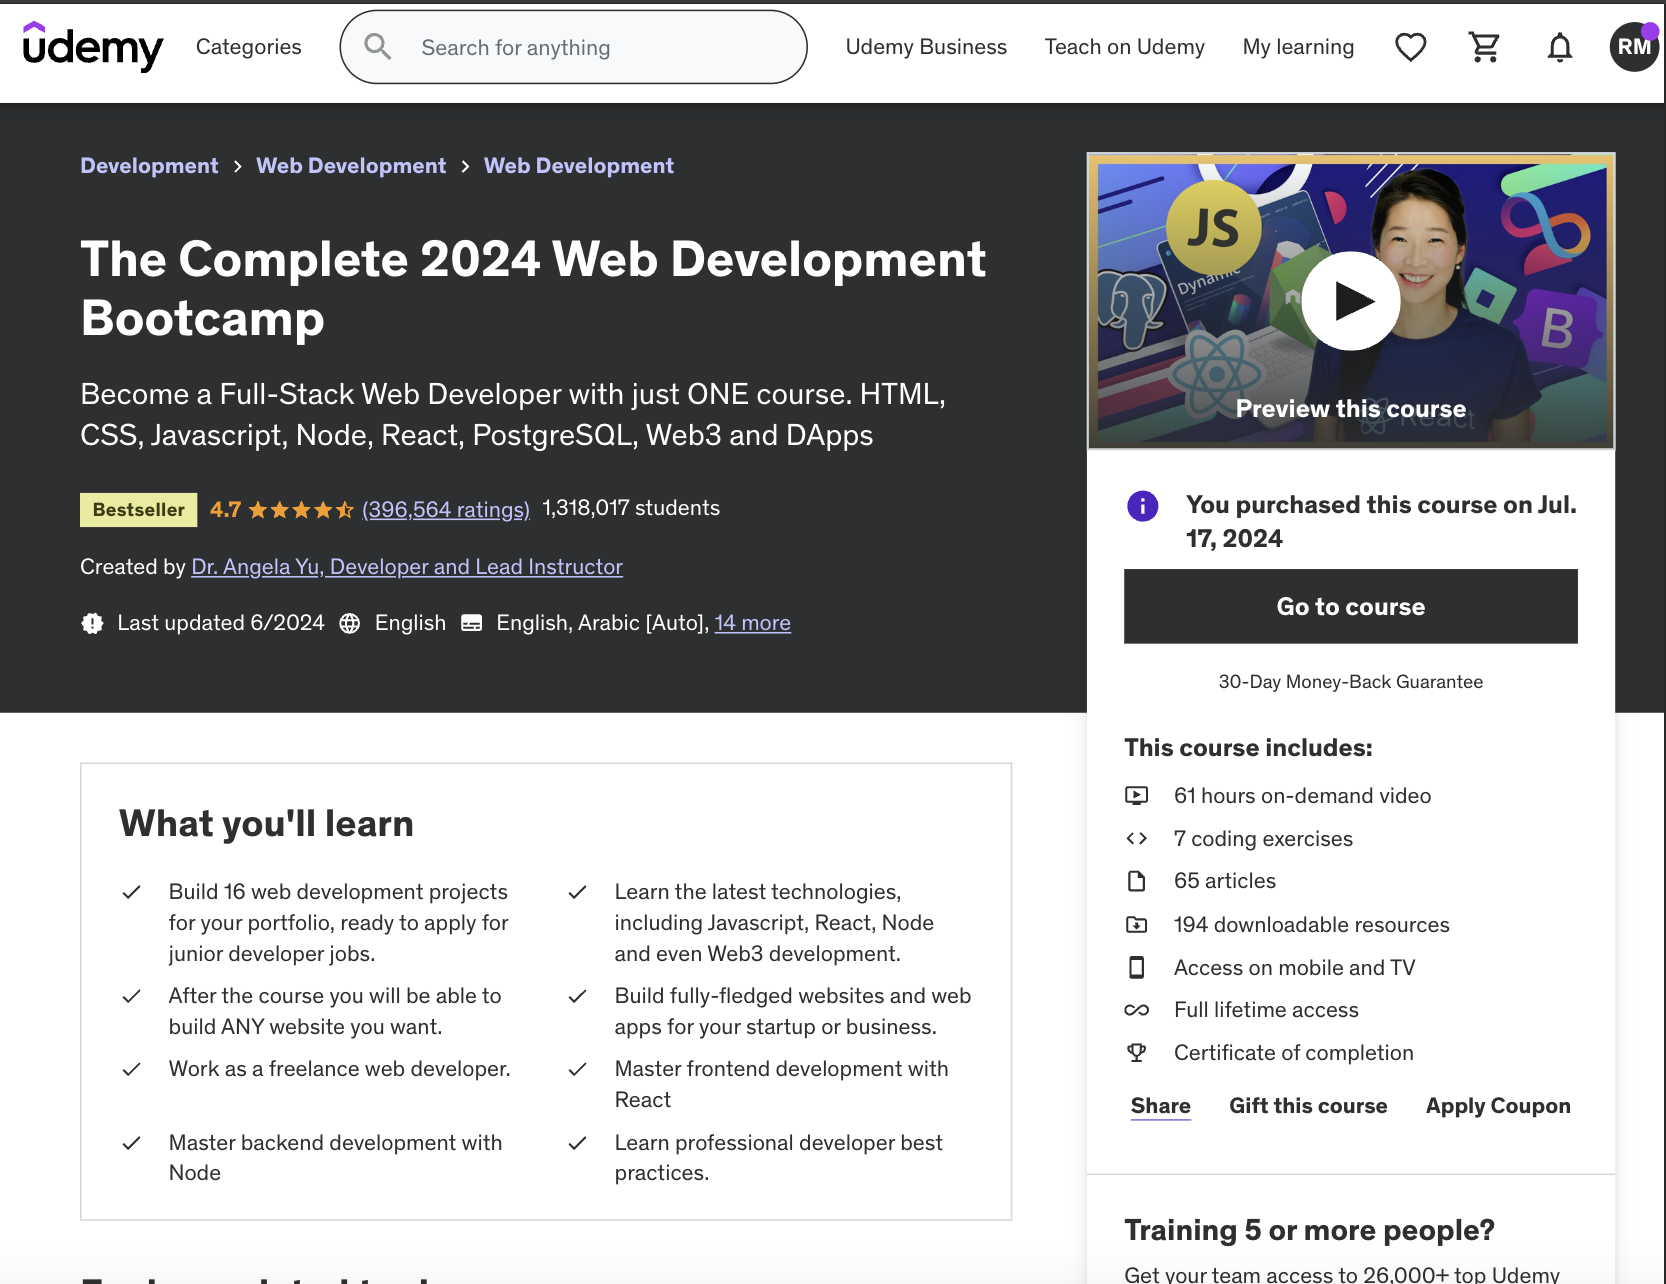 udemy
Categories
Search for anything
Udemy Business
Teach on Udemy
My learning
RM
Development > Web Development > Web Development
The Complete 2024 Web Development
Bootcamp
Become a Full-Stack Web Developer with just ONE course. HTML,
CSS, Javascript, Node, React, PostgreSQL, Web3 and DApps
Bestseller 4.7 (396,564 ratings) 1,318,017 students
Created by Dr. Angela Yu, Developer and Lead Instructor
Last updated 6/2024 English English, Arabic [Auto], 14 more
JS
Dynamic
B
React
Preview this course
You purchased this course on Jul.
17, 2024
Go to course
30-Day Money-Back Guarantee
This course includes:
61 hours on-demand video
7 coding exercises
65 articles
194 downloadable resources
Access on mobile and TV
Full lifetime access
Certificate of completion
Share Gift this course Apply Coupon
Training 5 or more people?
Get your team access to 26,000+ top Udemy
What you'll learn
Build 16 web development projects
for your portfolio, ready to apply for
junior developer jobs.
Learn the latest technologies,
including Javascript, React, Node
and even Web3 development.
After the course you will be able to
build ANY website you want.
Build fully-fledged websites and web
apps for your startup or business.
Work as a freelance web developer.
Master frontend development with
React
Master backend development with
Node
Learn professional developer best
practices.